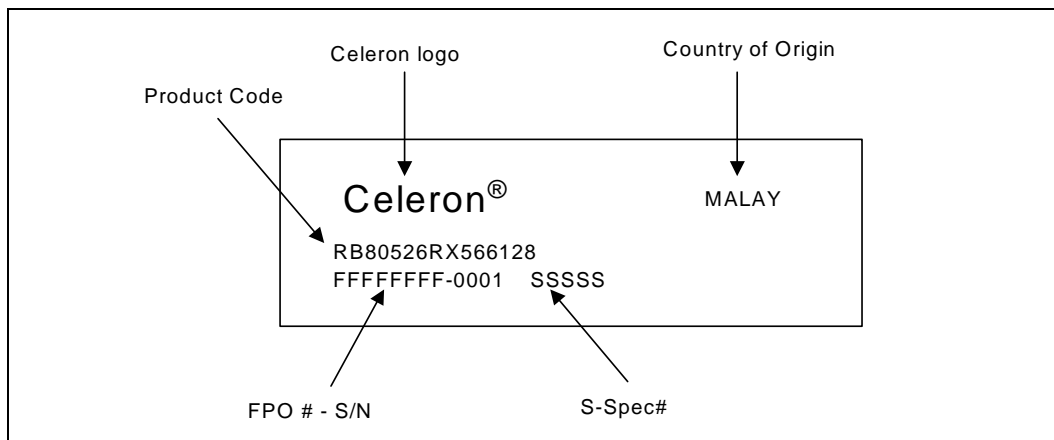 Celeron logo
Country of Origin
Product Code
Celeron®
MALAY
RB80526RX566128
FFFFFFFF-0001 SSSSS
FPO # - S/N
S-Spec#